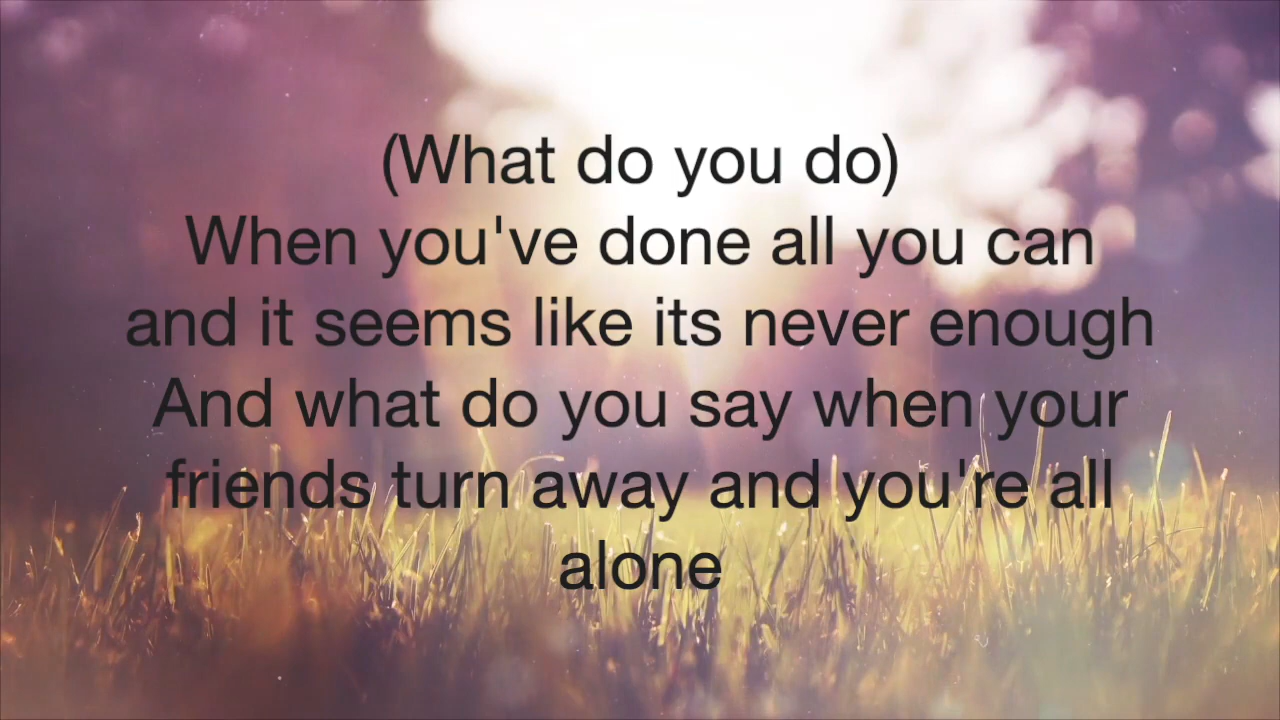 (What do you do)
When you've done all you can
and it seems like its never enough
And what do you say when your
friends turn away and you're all
alone